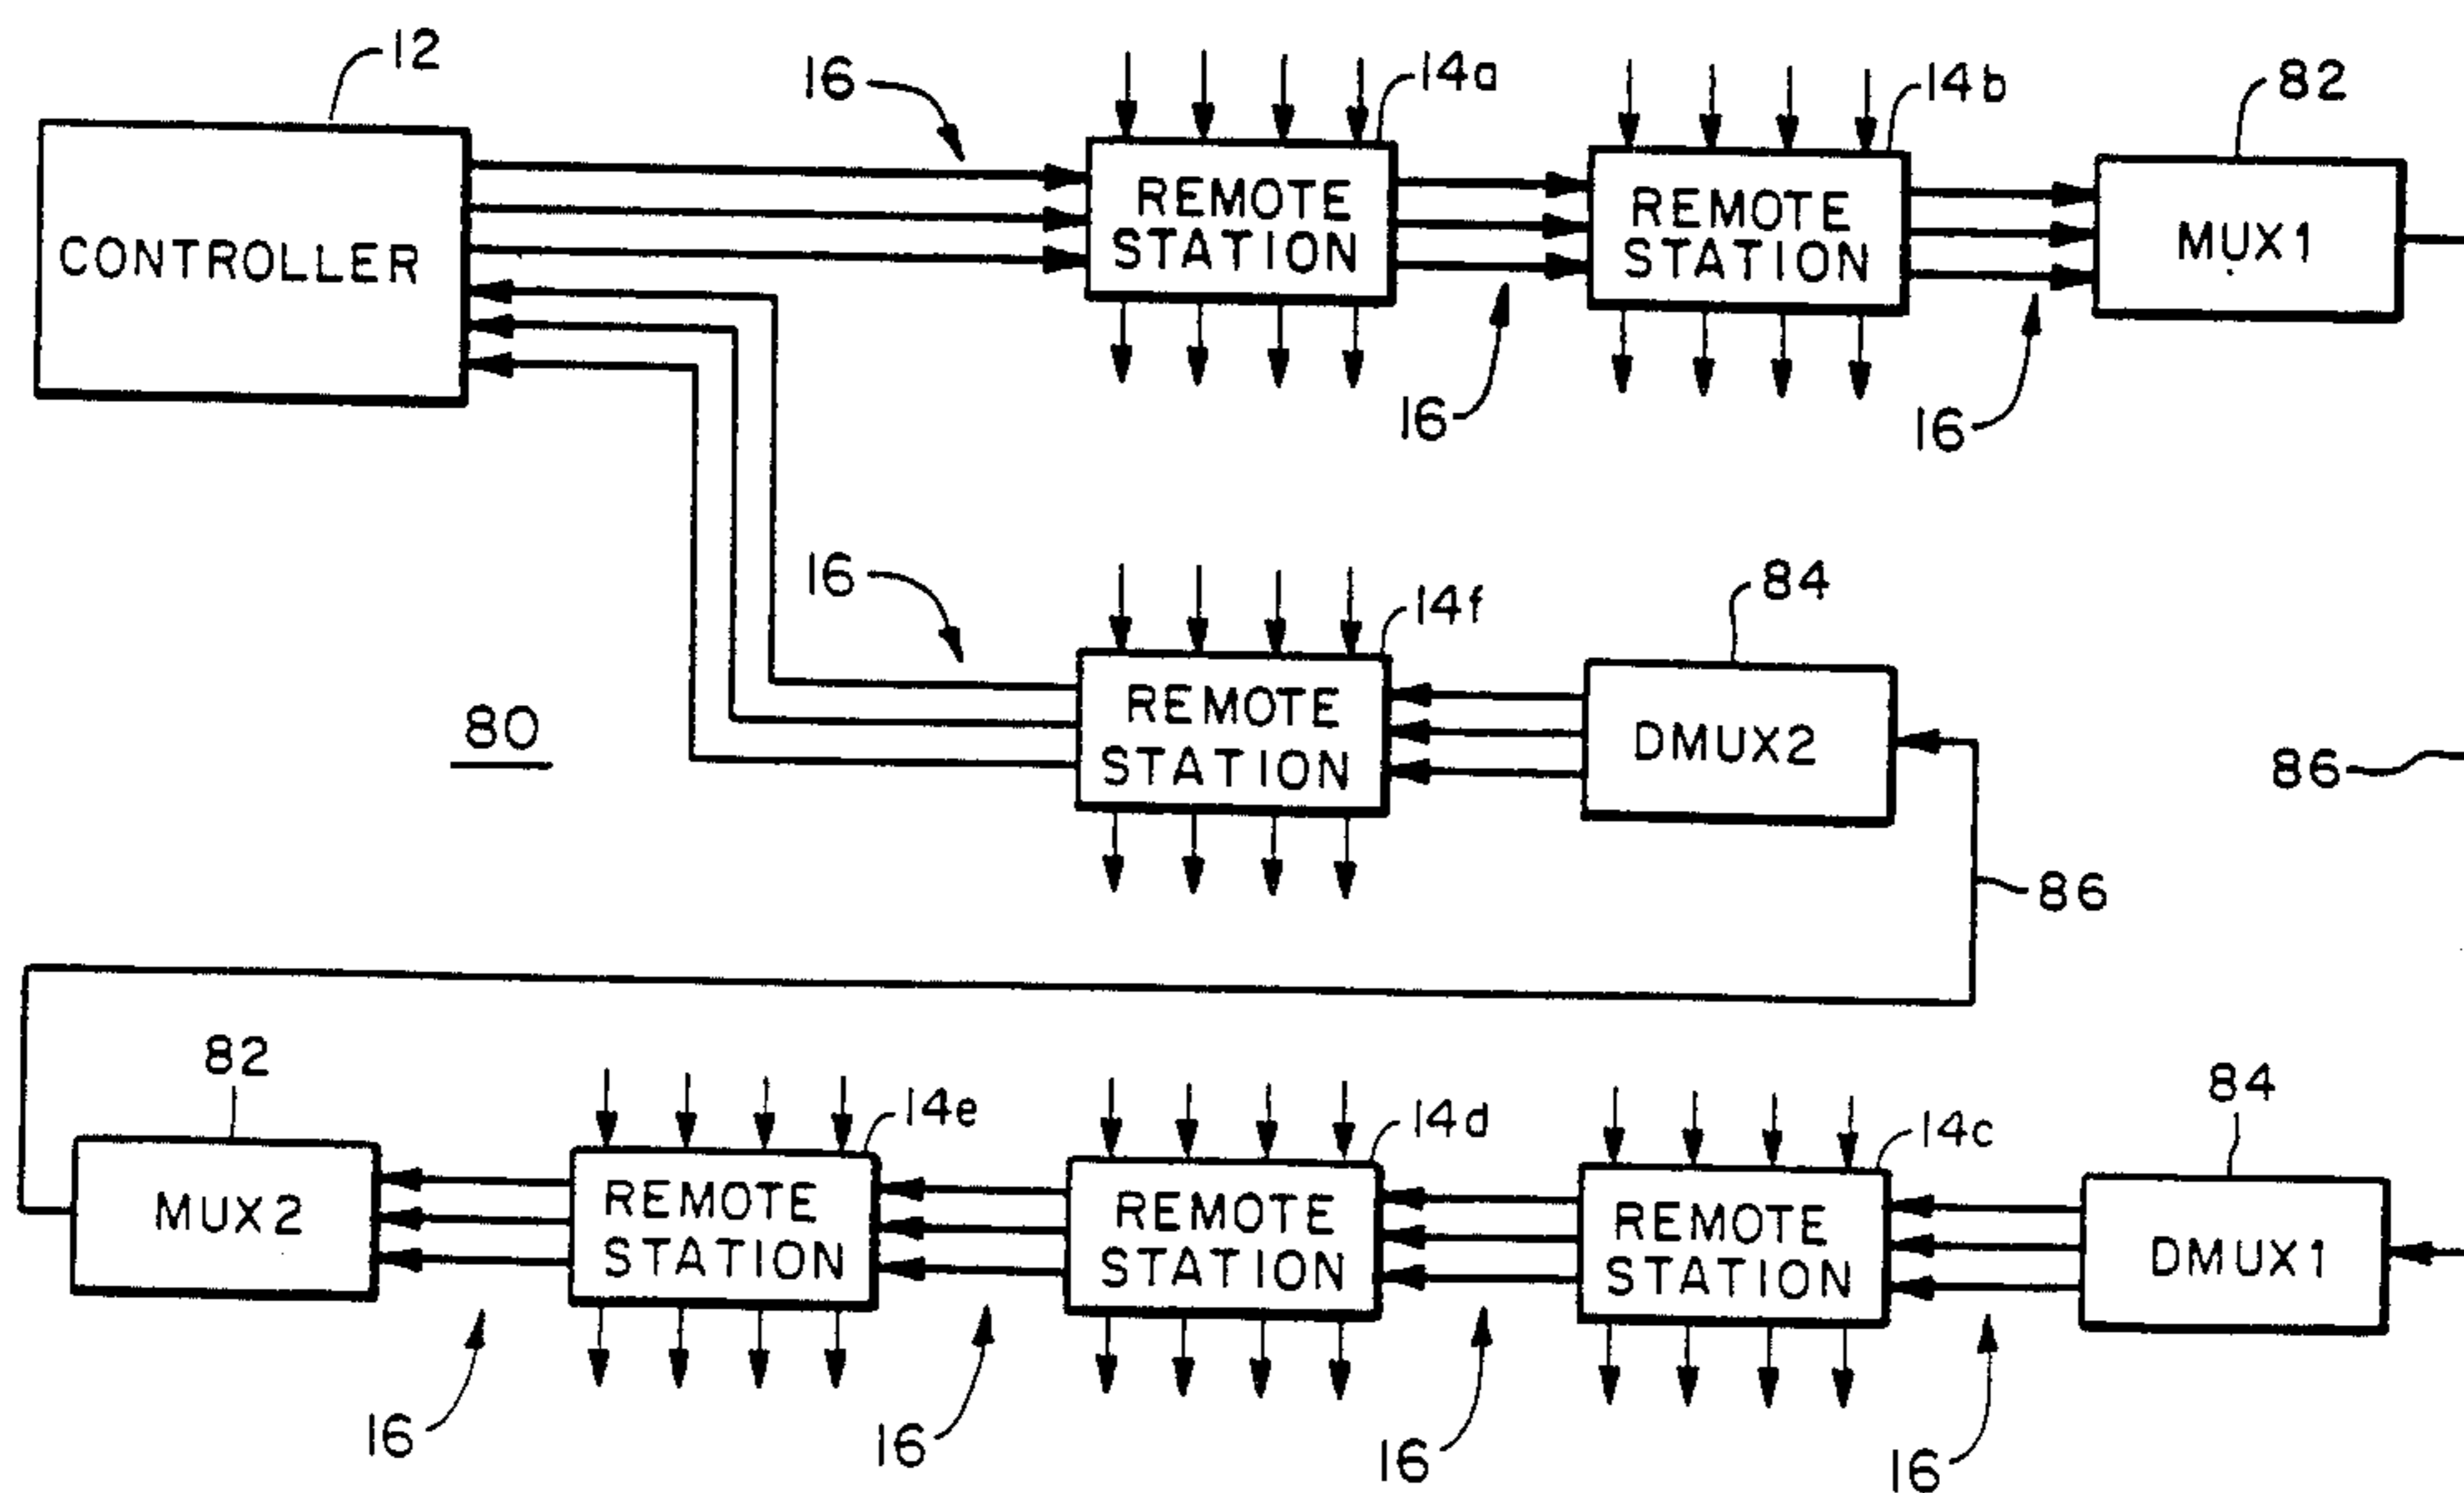 12
16
14a
14b
82
CONTROLLER
REMOTE
STATION
REMOTE
STATION
MUX1
16
16
16
14f
84
REMOTE
STATION
DMUX2
80
86
86
82
14e
14d
14c
84
MUX2
REMOTE
STATION
REMOTE
STATION
REMOTE
STATION
DMUX1
16
16
16
16